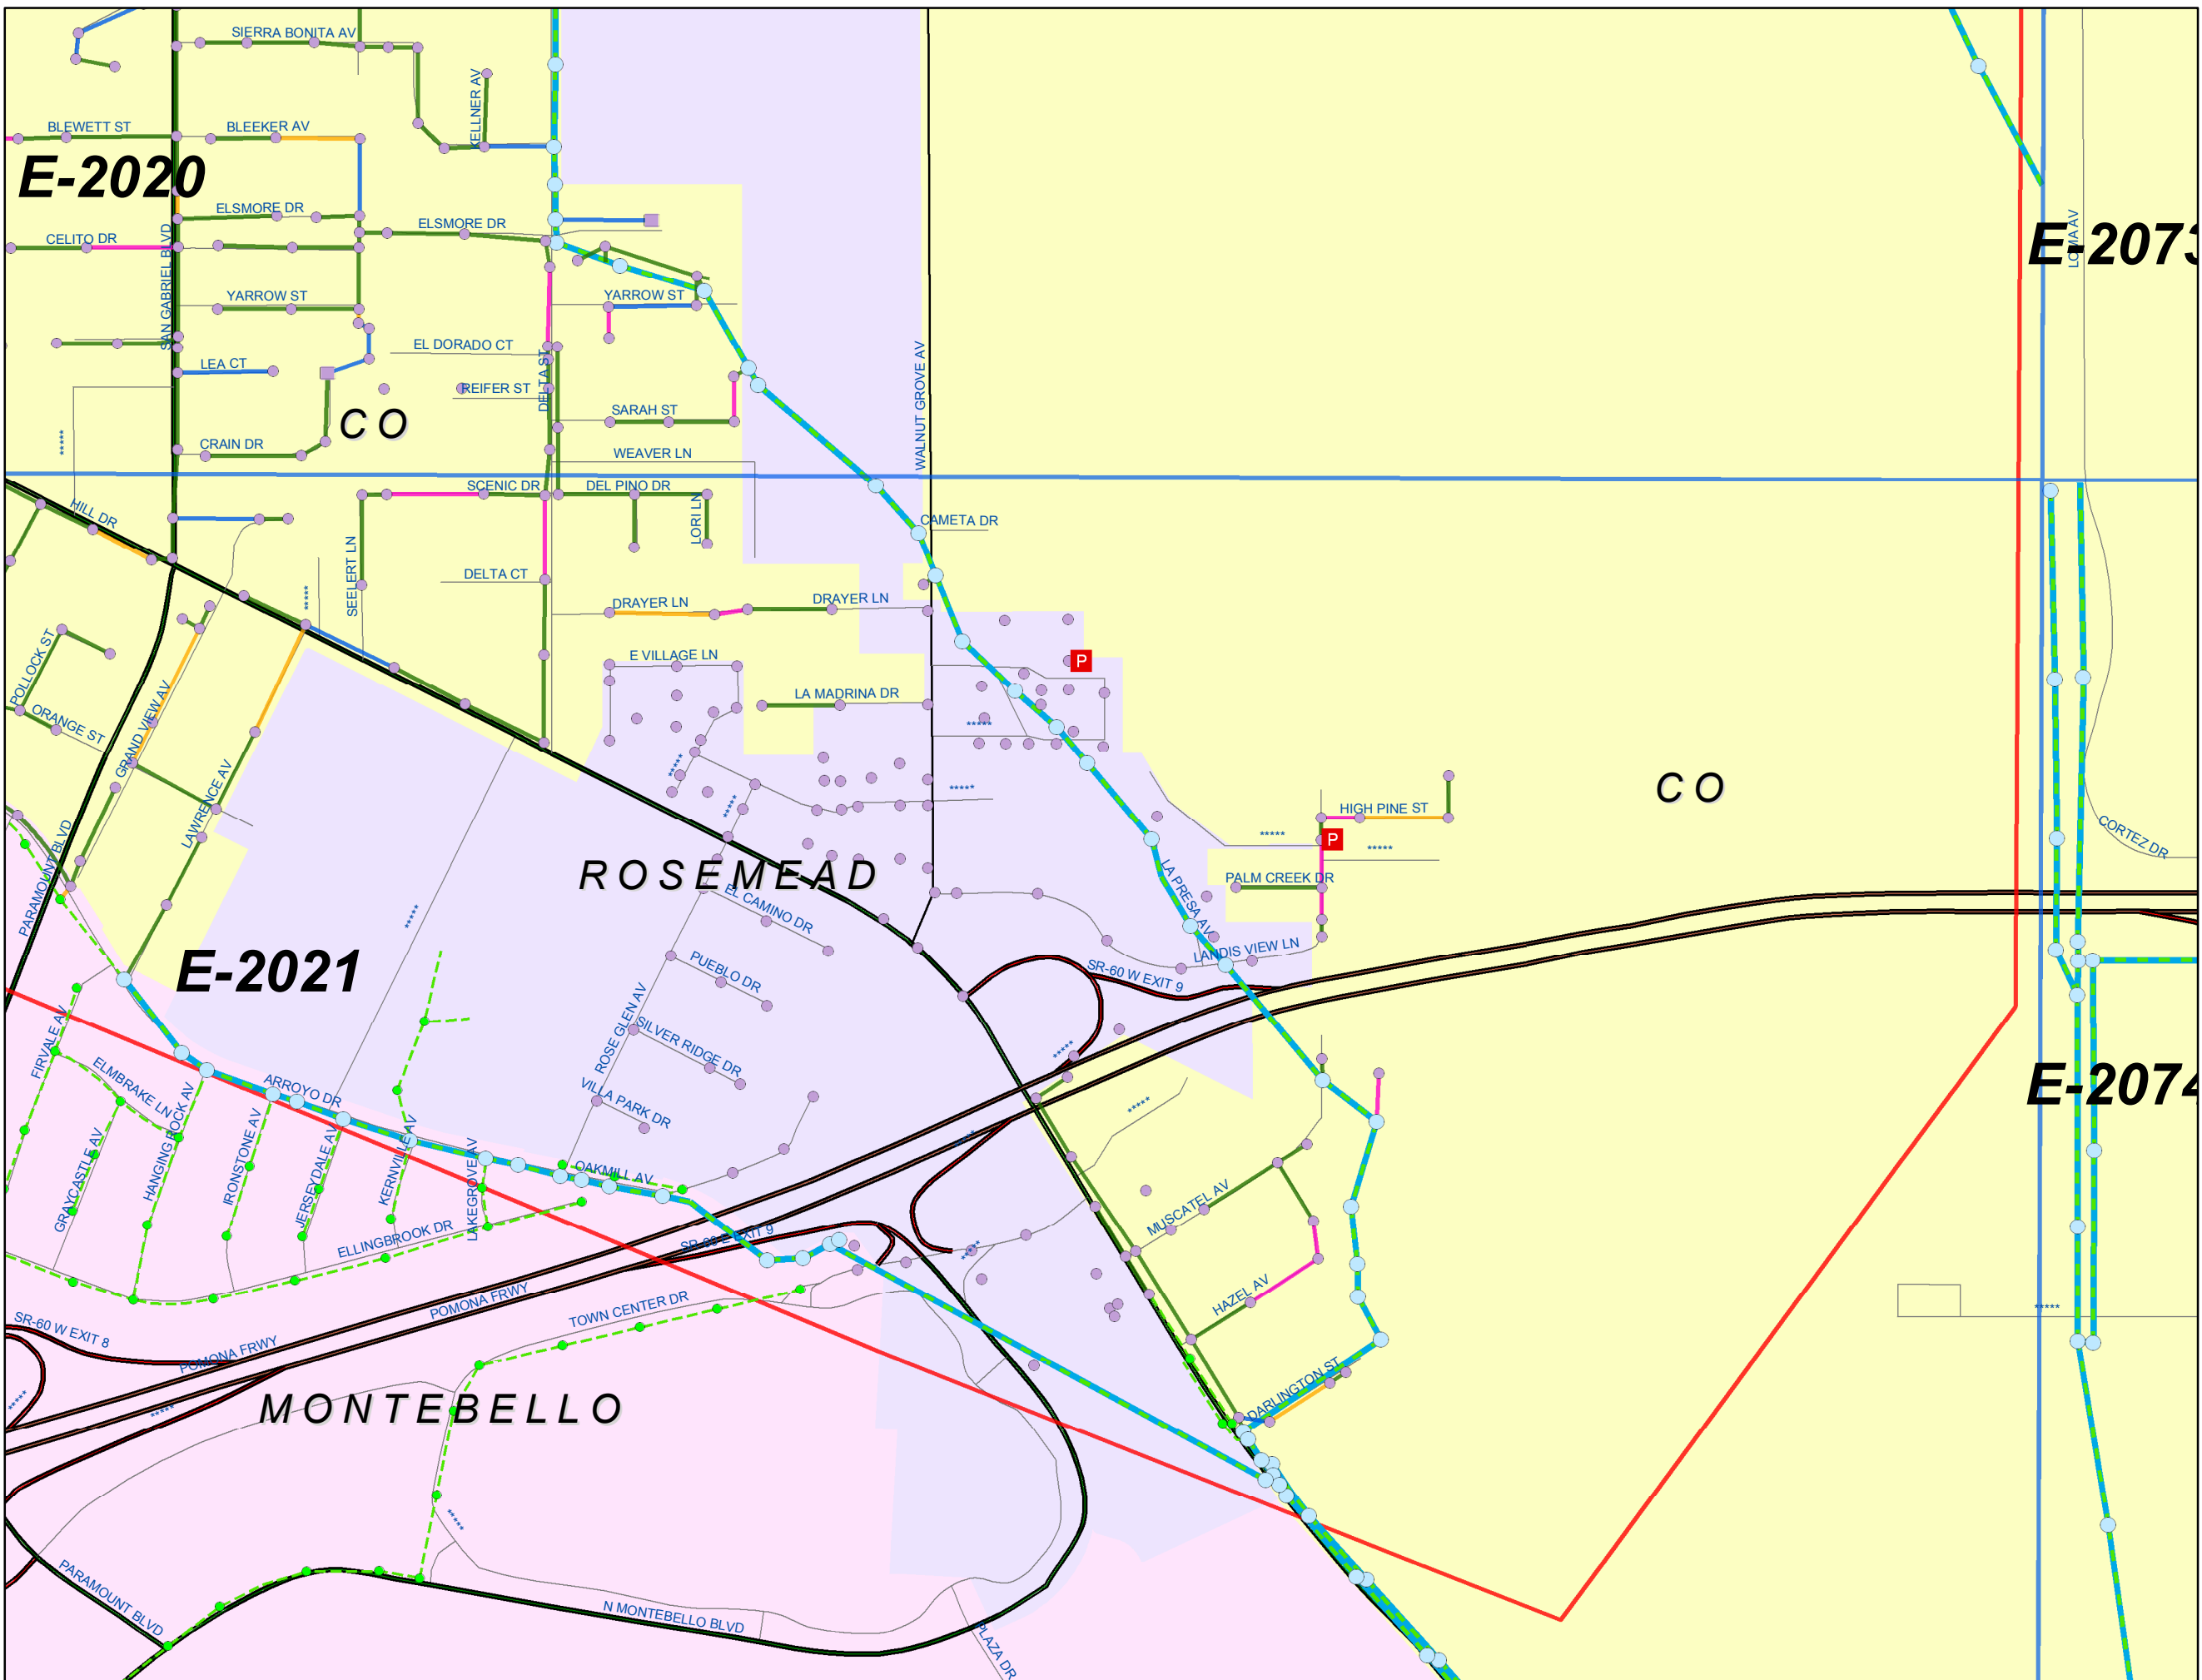 SIERRA BONITA AV
KELLNER AV
BLEWETT ST
BLEEKER AV
E-2020
ELSMORE DR
ELSMORE DR
CELITO DR
SAN GABRIEL BLVD
LOMA AV
E-2073
YARROW ST
YARROW ST
EL DORADO CT
LEA CT
DELTA ST
REIFER ST
WALNUT GROVE AV
SARAH ST
CO
CRAIN DR
*****
WEAVER LN
SCENIC DR
DEL PINO DR
HILL DR
LORI LN
CAMETA DR
SEELERT LN
DELTA CT
*****
DRAYER LN
DRAYER LN
POLLOCK ST
E VILLAGE LN
P
LA MADRINA DR
ORANGE ST
GRAND VIEW AV
*****
*****
*****
*****
CO
HIGH PINE ST
LAWRENCE AV
*****
P
*****
CORTEZ DR
PARAMOUNT BLVD
ROSEMEAD
PALM CREEK DR
LA PRESA AV
EL CAMINO DR
*****
E-2021
PUEBLO DR
LANDIS VIEW LN
SR-60 W EXIT 9
FIRVALE AV
ROSE GLEN AV
SILVER RIDGE DR
*****
ELMBRAKE LN
ARROYO DR
VILLA PARK DR
*****
E-2074
HANGING ROCK AV
GRAYCASTLE AV
IRONSTONE AV
JERSEYDALE AV
KERNVILLE AV
LAKEGROVE AV
OAKMILL AV
*****
MUSCATEL AV
ELLINGBROOK DR
SR-60 E EXIT 9
*****
HAZEL AV
POMONA FRWY
TOWN CENTER DR
*****
SR-60 W EXIT 8
POMONA FRWY
DARLINGTON ST
*****
*****
MONTEBELLO
*****
PARAMOUNT BLVD
N MONTEBELLO BLVD
PLAZA DR